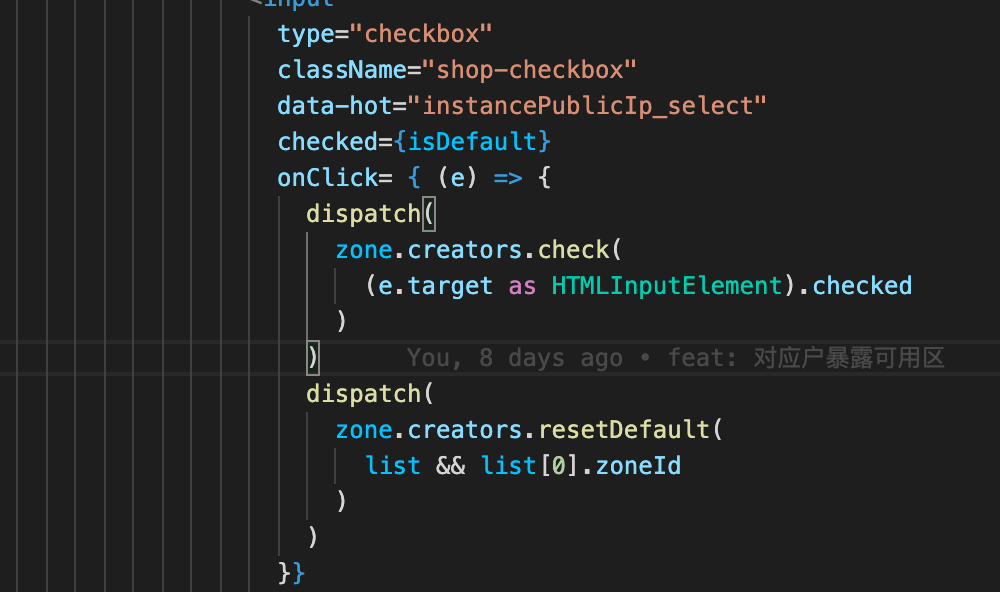 <input
type="checkbox"
className="shop-checkbox"
data-hot="instancePublicIp_select"
checked={isDefault}
onClick= { (e) => {
dispatch(
zone.creators.check(
(e.target as HTMLInputElement).checked
)
) You, 8 days ago • feat: 对应户暴露可用区
dispatch(
zone.creators.resetDefault(
list && list[0].zoneId
)
)
}}